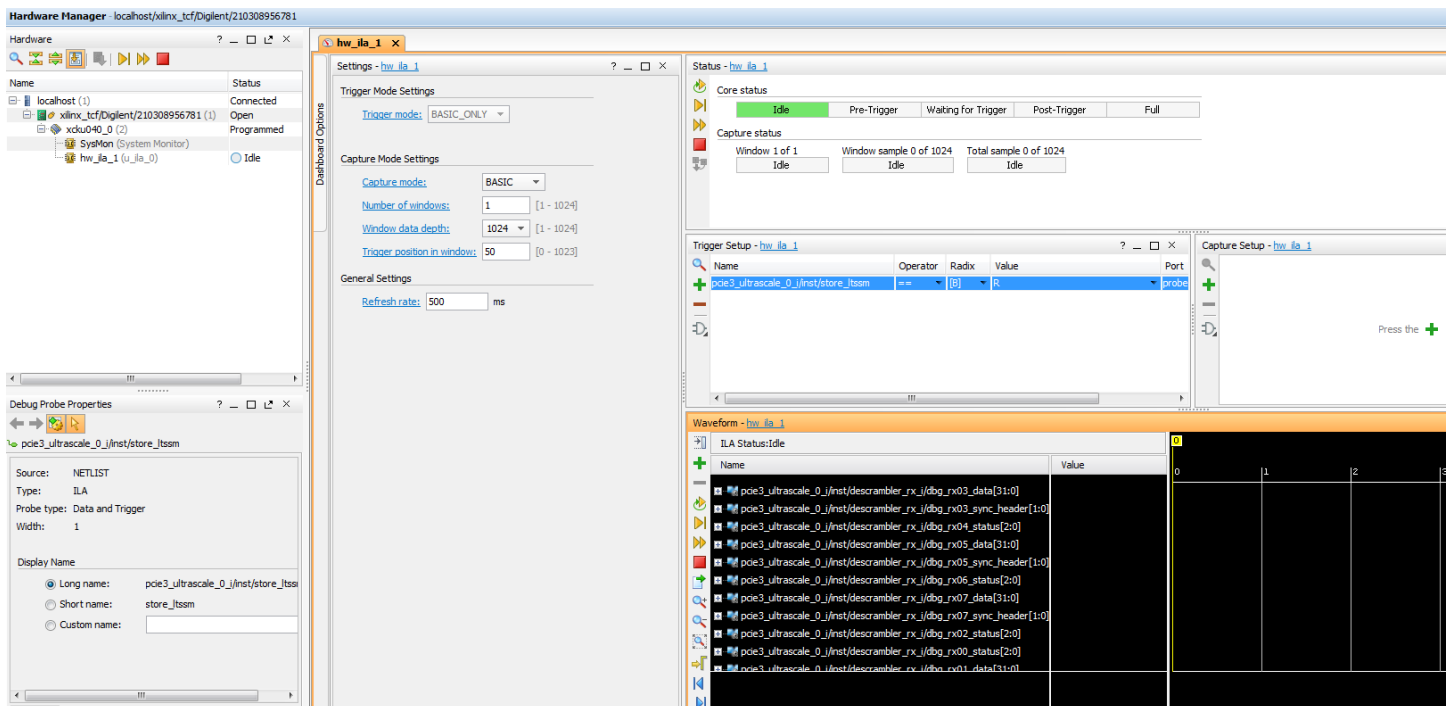 Hardware Manager - localhost/xilinx_tcf/Digilent/210308956781
Hardware
Name Status
localhost (1) Connected
xilinx_tcf/Digilent/210308956781 (1) Open
xcku040_0 (2) Programmed
SysMon (System Monitor)
hw_ila_1 (u_ila_0) Idle
Debug Probe Properties
pcie3_ultrascale_0_i/inst/store_ltssm
Source: NETLIST
Type: ILA
Probe type: Data and Trigger
Width: 1
Display Name
Long name: pcie3_ultrascale_0_i/inst/store_ltss
Short name: store_ltssm
Custom name:
hw_ila_1
Dashboard Options
Settings - hw_ila_1
Trigger Mode Settings
Trigger mode: BASIC_ONLY
Capture Mode Settings
Capture mode: BASIC
Number of windows: 1 [1 - 1024]
Window data depth: 1024 [1 - 1024]
Trigger position in window: 50 [0 - 1023]
General Settings
Refresh rate: 500 ms
Status - hw_ila_1
Core status
Idle Pre-Trigger Waiting for Trigger Post-Trigger Full
Capture status
Window 1 of 1 Window sample 0 of 1024 Total sample 0 of 1024
Idle Idle Idle
Trigger Setup - hw_ila_1
Name Operator Radix Value Port
pcie3_ultrascale_0_i/inst/store_ltssm == [B] R probe
Capture Setup - hw_ila_1
Press the
Waveform - hw_ila_1
ILA Status:Idle
Name Value
0
0 1 2 3
pcie3_ultrascale_0_i/inst/descrambler_rx_i/dbg_rx03_data[31:0]
pcie3_ultrascale_0_i/inst/descrambler_rx_i/dbg_rx03_sync_header[1:0]
pcie3_ultrascale_0_i/inst/descrambler_rx_i/dbg_rx04_status[2:0]
pcie3_ultrascale_0_i/inst/descrambler_rx_i/dbg_rx05_data[31:0]
pcie3_ultrascale_0_i/inst/descrambler_rx_i/dbg_rx05_sync_header[1:0]
pcie3_ultrascale_0_i/inst/descrambler_rx_i/dbg_rx06_status[2:0]
pcie3_ultrascale_0_i/inst/descrambler_rx_i/dbg_rx07_data[31:0]
pcie3_ultrascale_0_i/inst/descrambler_rx_i/dbg_rx07_sync_header[1:0]
pcie3_ultrascale_0_i/inst/descrambler_rx_i/dbg_rx02_status[2:0]
pcie3_ultrascale_0_i/inst/descrambler_rx_i/dbg_rx00_status[2:0]
pcie3_ultrascale_0_i/inst/descrambler_rx_i/dbg_rx01_data[31:0]